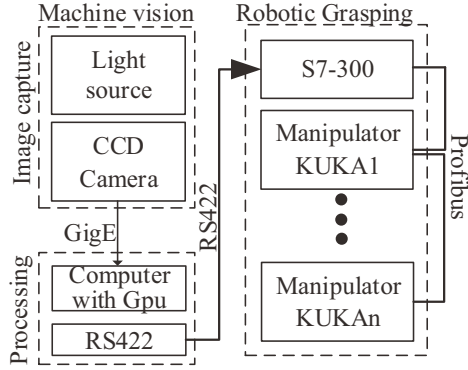 Machine vision
Image capture
Light
source
CCD
Camera
GigE
Processing
Computer
with Gpu
RS422
RS422
Robotic Grasping
S7-300
Manipulator
KUKA1
Manipulator
KUKAn
Profibus